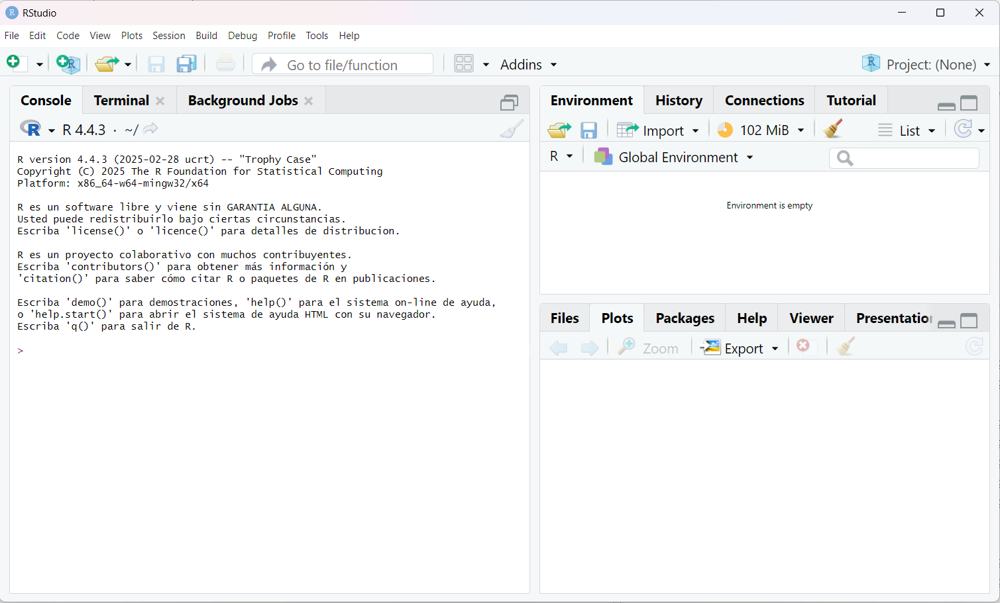 RStudio
File Edit Code View Plots Session Build Debug Profile Tools Help
Go to file/function Addins Project: (None)
Console Terminal Background Jobs
R 4.4.3 · ~/
R version 4.4.3 (2025-02-28 ucrt) -- "Trophy Case"
Copyright (C) 2025 The R Foundation for Statistical Computing
Platform: x86_64-w64-mingw32/x64
R es un software libre y viene sin GARANTIA ALGUNA.
Usted puede redistribuirlo bajo ciertas circunstancias.
Escriba 'license()' o 'licence()' para detalles de distribucion.
R es un proyecto colaborativo con muchos contribuyentes.
Escriba 'contributors()' para obtener más información y
'citation()' para saber cómo citar R o paquetes de R en publicaciones.
Escriba 'demo()' para demostraciones, 'help()' para el sistema on-line de ayuda,
o 'help.start()' para abrir el sistema de ayuda HTML con su navegador.
Escriba 'q()' para salir de R.
>
Environment History Connections Tutorial
Import 102 MiB List
R Global Environment
Environment is empty
Files Plots Packages Help Viewer Presentation
Zoom Export